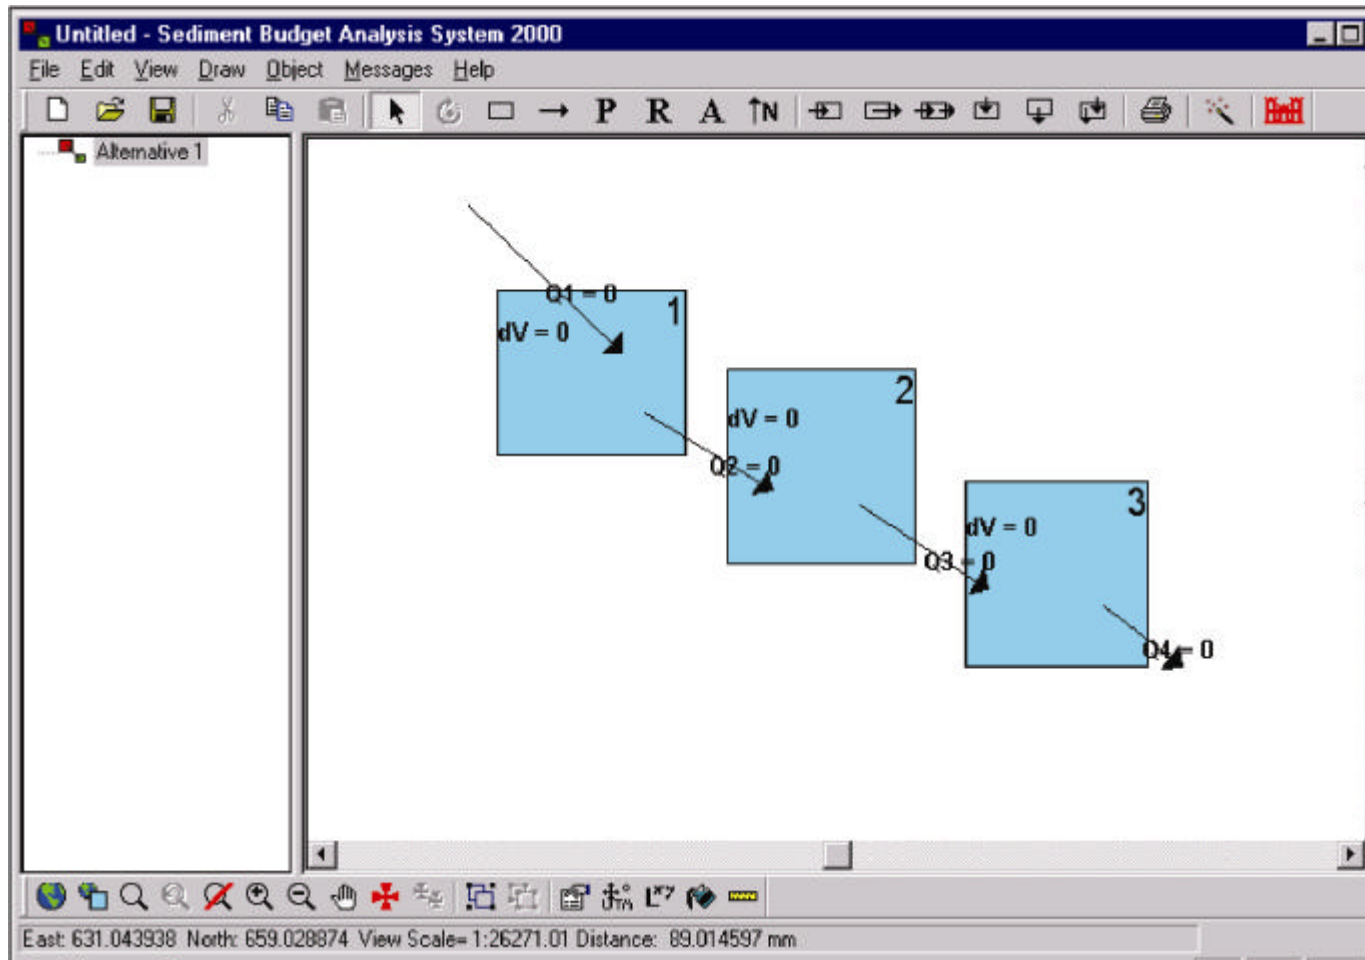 Untitled - Sediment Budget Analysis System 2000
File Edit View Draw Object Messages Help
P R A N
Alternative 1
Q1 = 0
1
dV = 0
2
dV = 0
Q2 = 0
3
dV = 0
Q3 = 0
Q4 = 0
UTM L xy
East: 631.043938 North: 659.028874 View Scale= 1:26271.01 Distance: 89.014597 mm